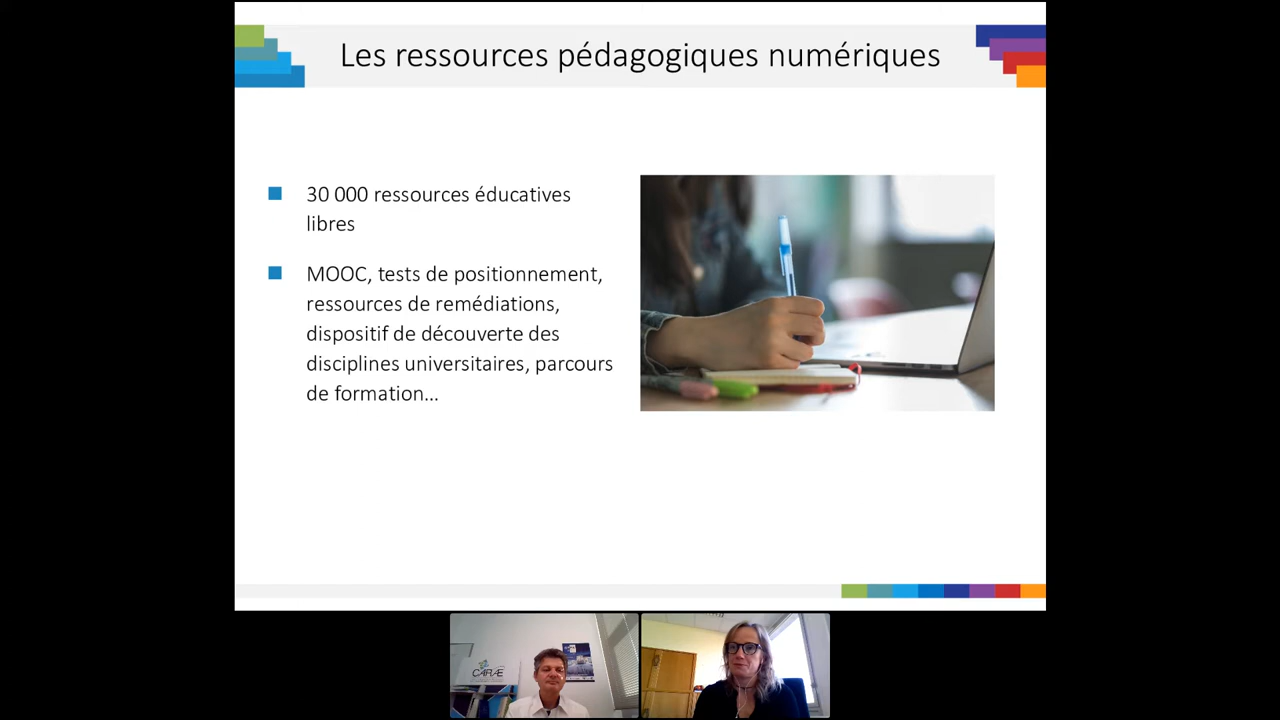 Les ressources pédagogiques numériques
30 000 ressources éducatives
libres
MOOC, tests de positionnement,
ressources de remédiations,
dispositif de découverte des
disciplines universitaires, parcours
de formation...